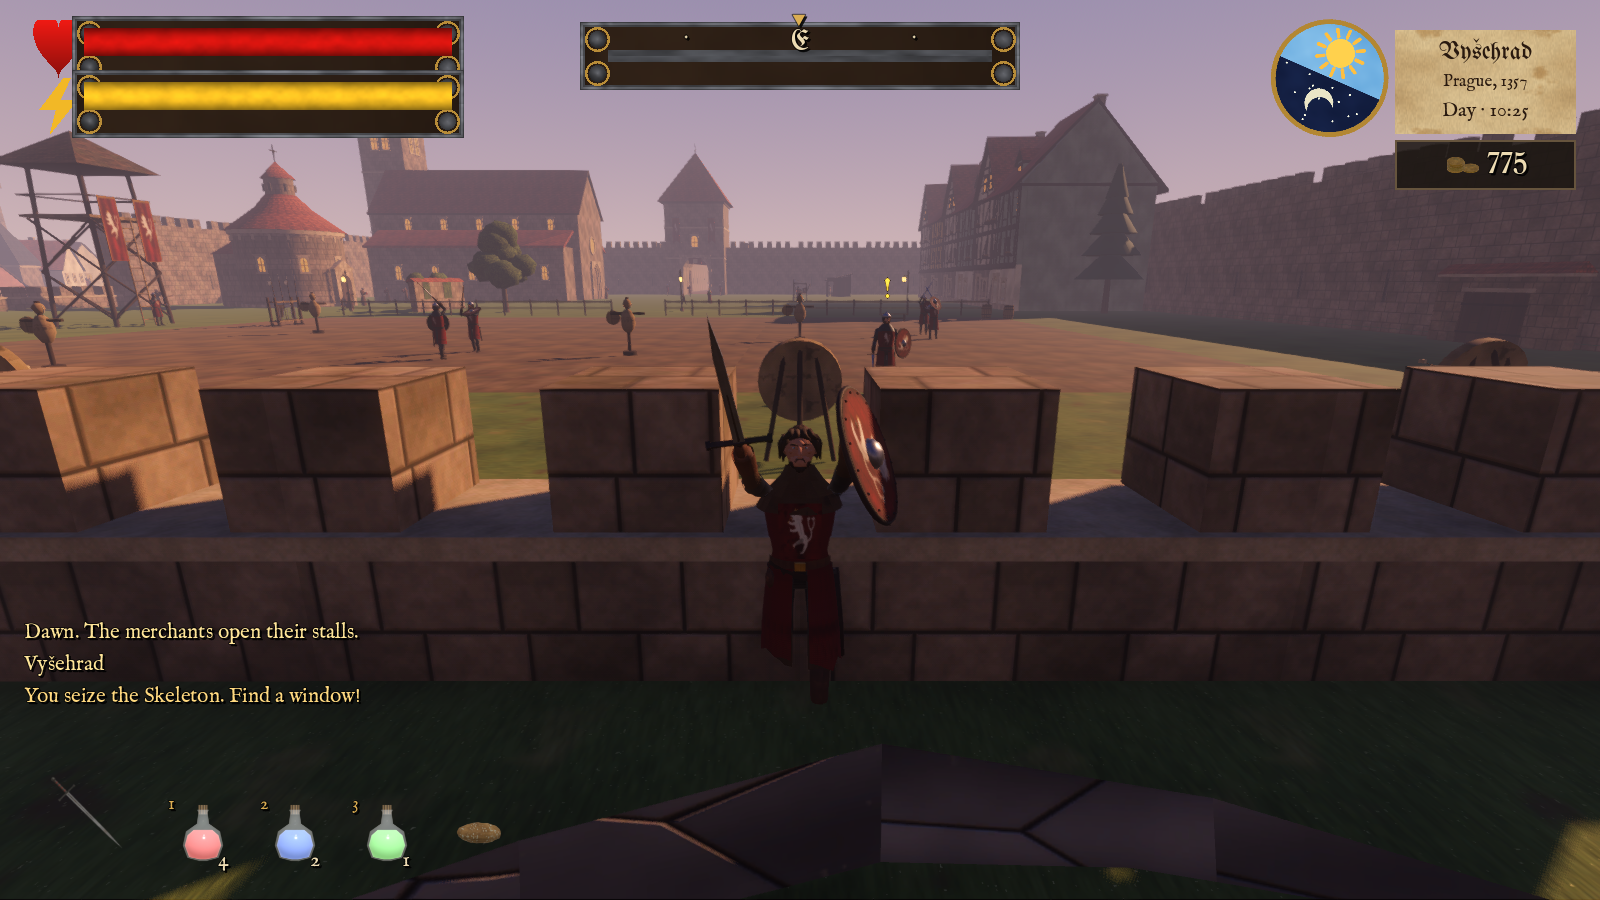 E
Vyšehrad
Prague, 1357
Day · 10:25
775
!
Dawn. The merchants open their stalls.
Vyšehrad
You seize the Skeleton. Find a window!
1 2 3
4 2 1